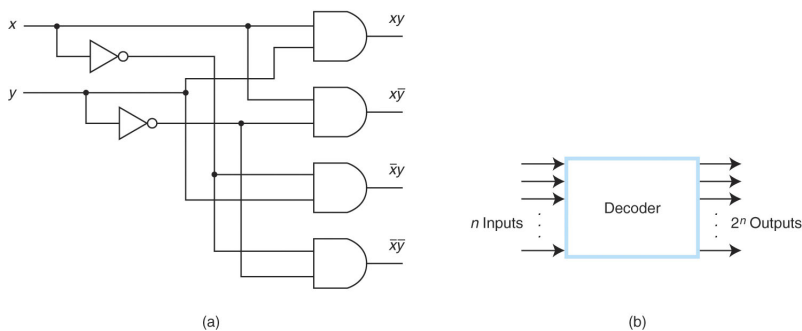 x
y
xy
xȳ
x̄y
x̄ȳ
(a)
n Inputs
Decoder
2ⁿ Outputs
(b)